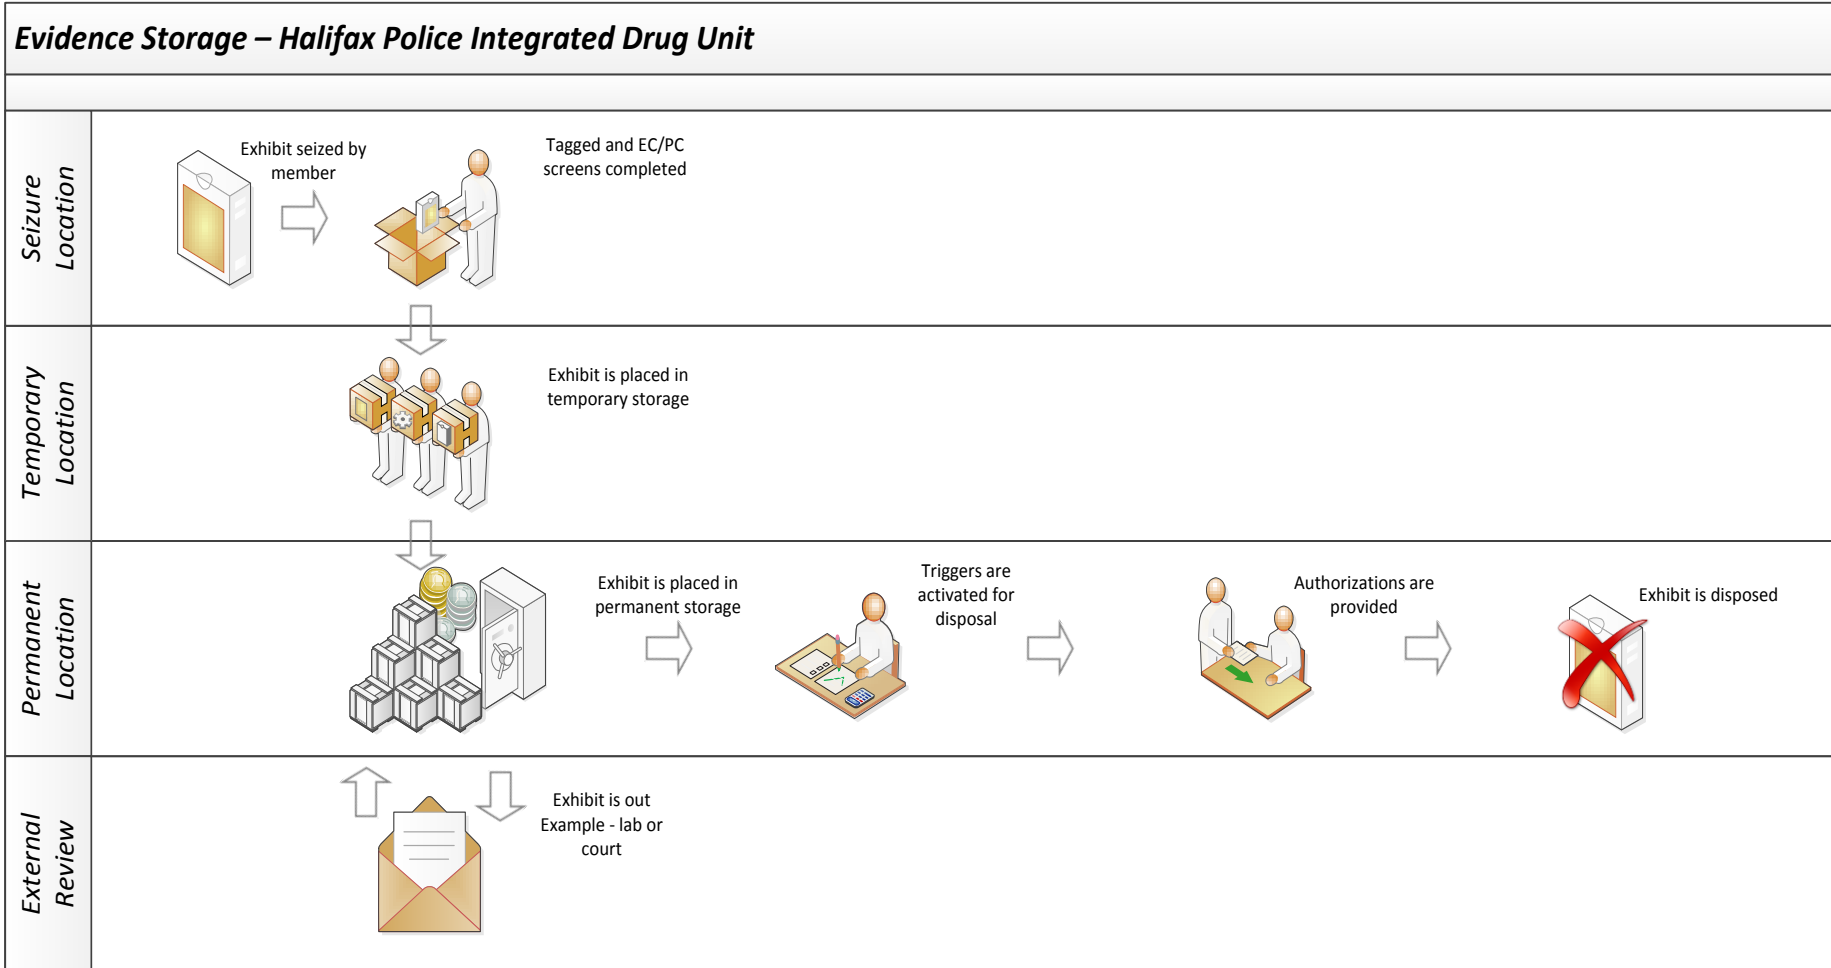 Evidence Storage – Halifax Police Integrated Drug Unit
Seizure
Location
Exhibit seized by
member
Tagged and EC/PC
screens completed
Temporary
Location
Exhibit is placed in
temporary storage
Permanent
Location
Exhibit is placed in
permanent storage
Triggers are
activated for
disposal
Authorizations are
provided
Exhibit is disposed
External
Review
Exhibit is out
Example - lab or
court